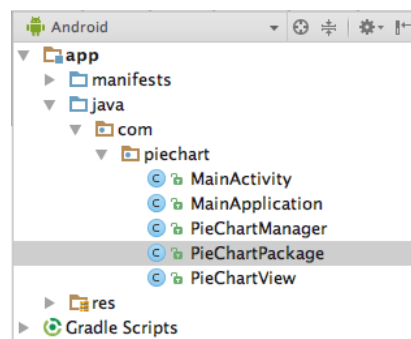 Android
app
manifests
java
com
piechart
MainActivity
MainApplication
PieChartManager
PieChartPackage
PieChartView
res
Gradle Scripts